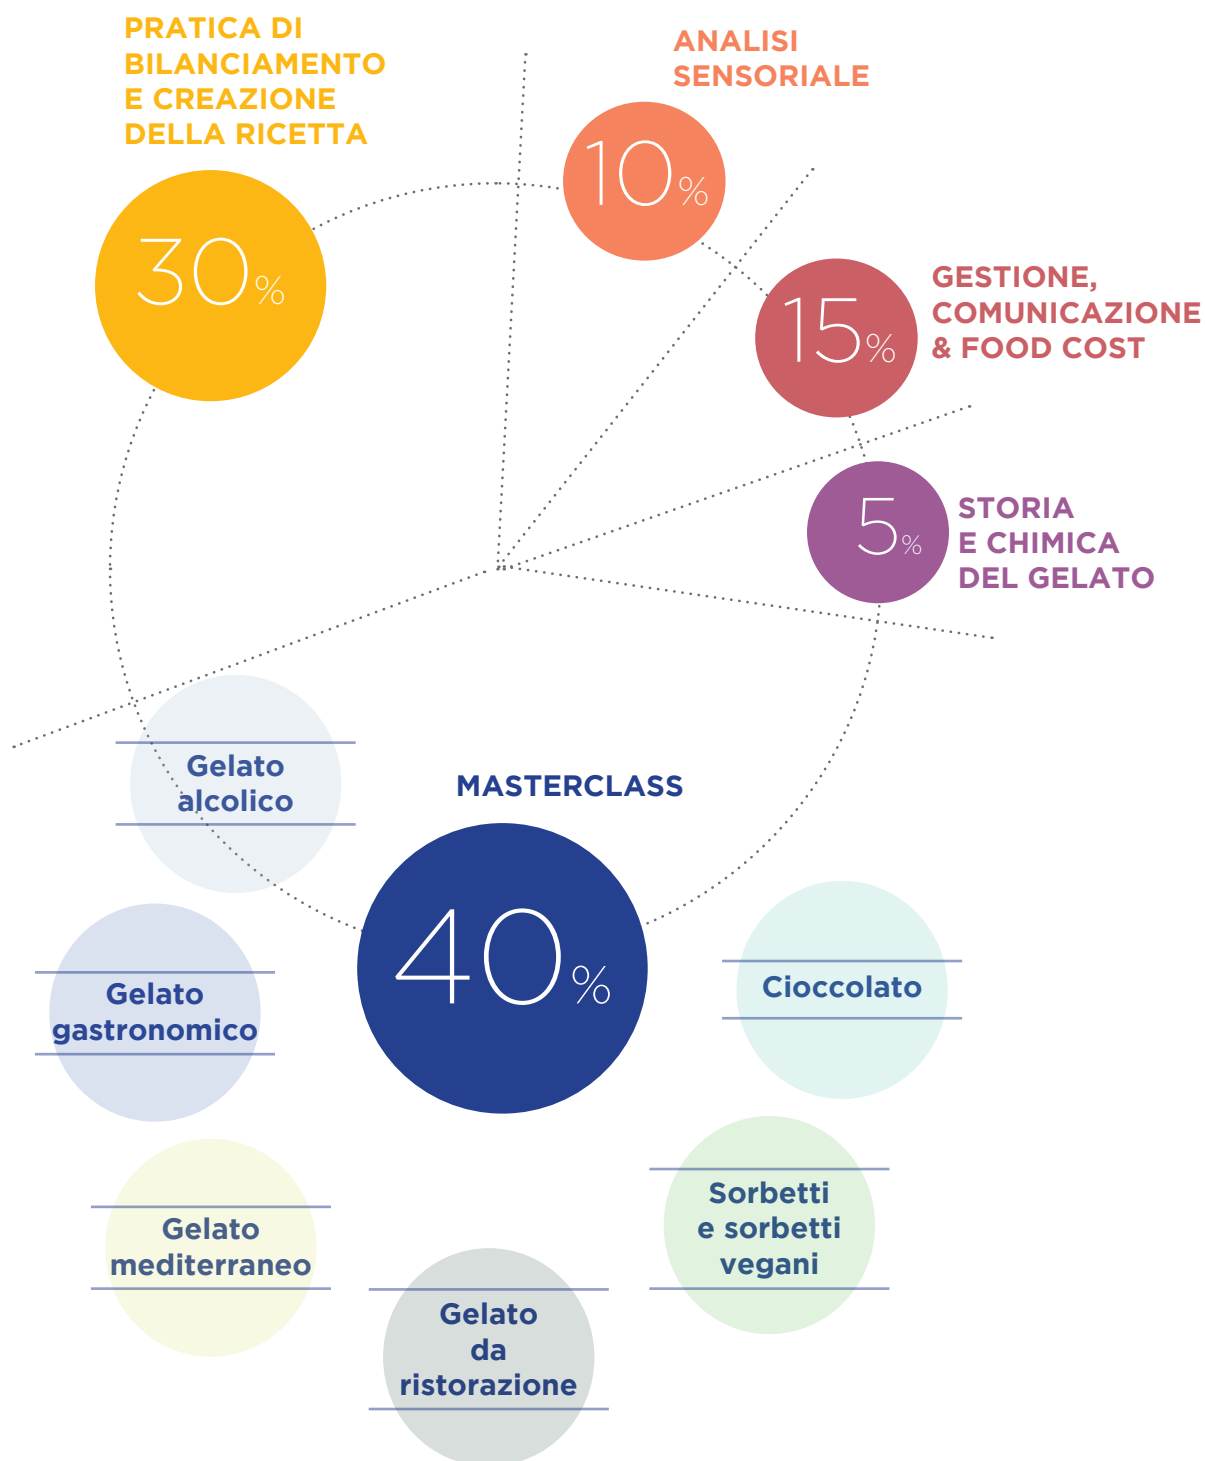 PRATICA DI
BILANCIAMENTO
E CREAZIONE
DELLA RICETTA
30%
ANALISI
SENSORIALE
10%
15%
GESTIONE,
COMUNICAZIONE
& FOOD COST
5%
STORIA
E CHIMICA
DEL GELATO
MASTERCLASS
40%
Gelato
alcolico
Gelato
gastronomico
Gelato
mediterraneo
Gelato
da
ristorazione
Sorbetti
e sorbetti
vegani
Cioccolato